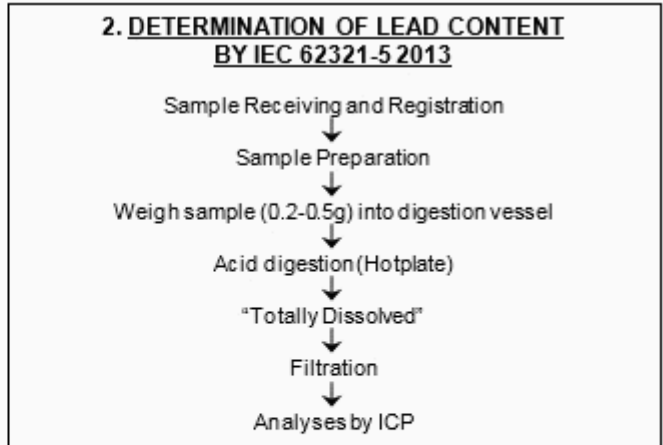 2. DETERMINATION OF LEAD CONTENT
BY IEC 62321-5 2013
Sample Receiving and Registration
Sample Preparation
Weigh sample (0.2-0.5g) into digestion vessel
Acid digestion (Hotplate)
“Totally Dissolved”
Filtration
Analyses by ICP